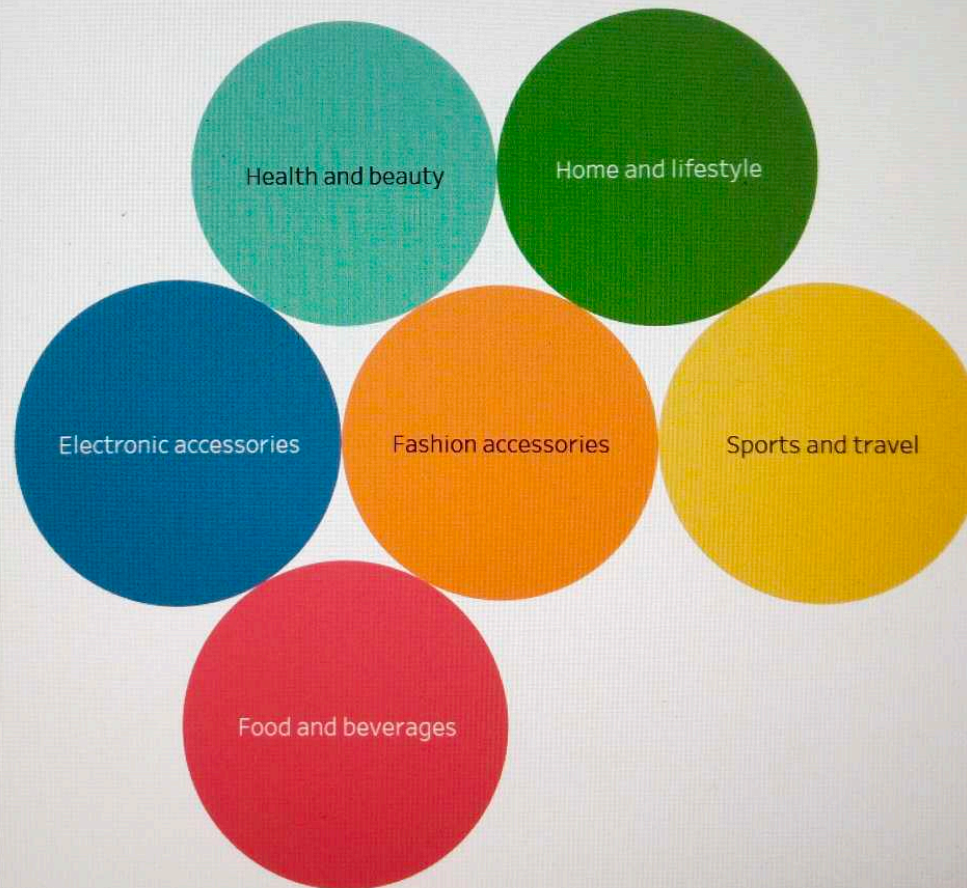 Health and beauty
Home and lifestyle
Electronic accessories
Fashion accessories
Sports and travel
Food and beverages